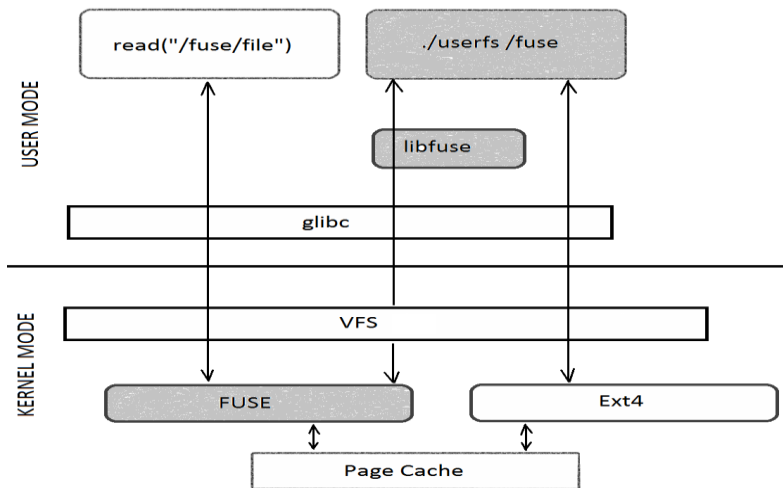 read("/fuse/file")
./userfs /fuse
USER MODE
libfuse
glibc
KERNEL MODE
VFS
FUSE
Ext4
Page Cache